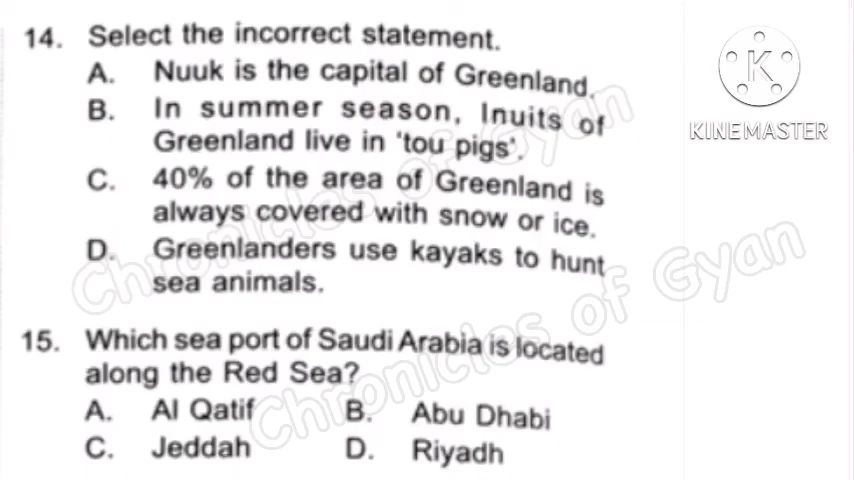 14. Select the incorrect statement.
A. Nuuk is the capital of Greenland.
B. In summer season, Inuits of
Greenland live in 'tou pigs'.
C. 40% of the area of Greenland is
always covered with snow or ice.
D. Greenlanders use kayaks to hunt
sea animals.
15. Which sea port of Saudi Arabia is located
along the Red Sea?
A. Al Qatif B. Abu Dhabi
C. Jeddah D. Riyadh
K
KINEMASTER
Chronicles of Gyan
Chronicles of Gyan